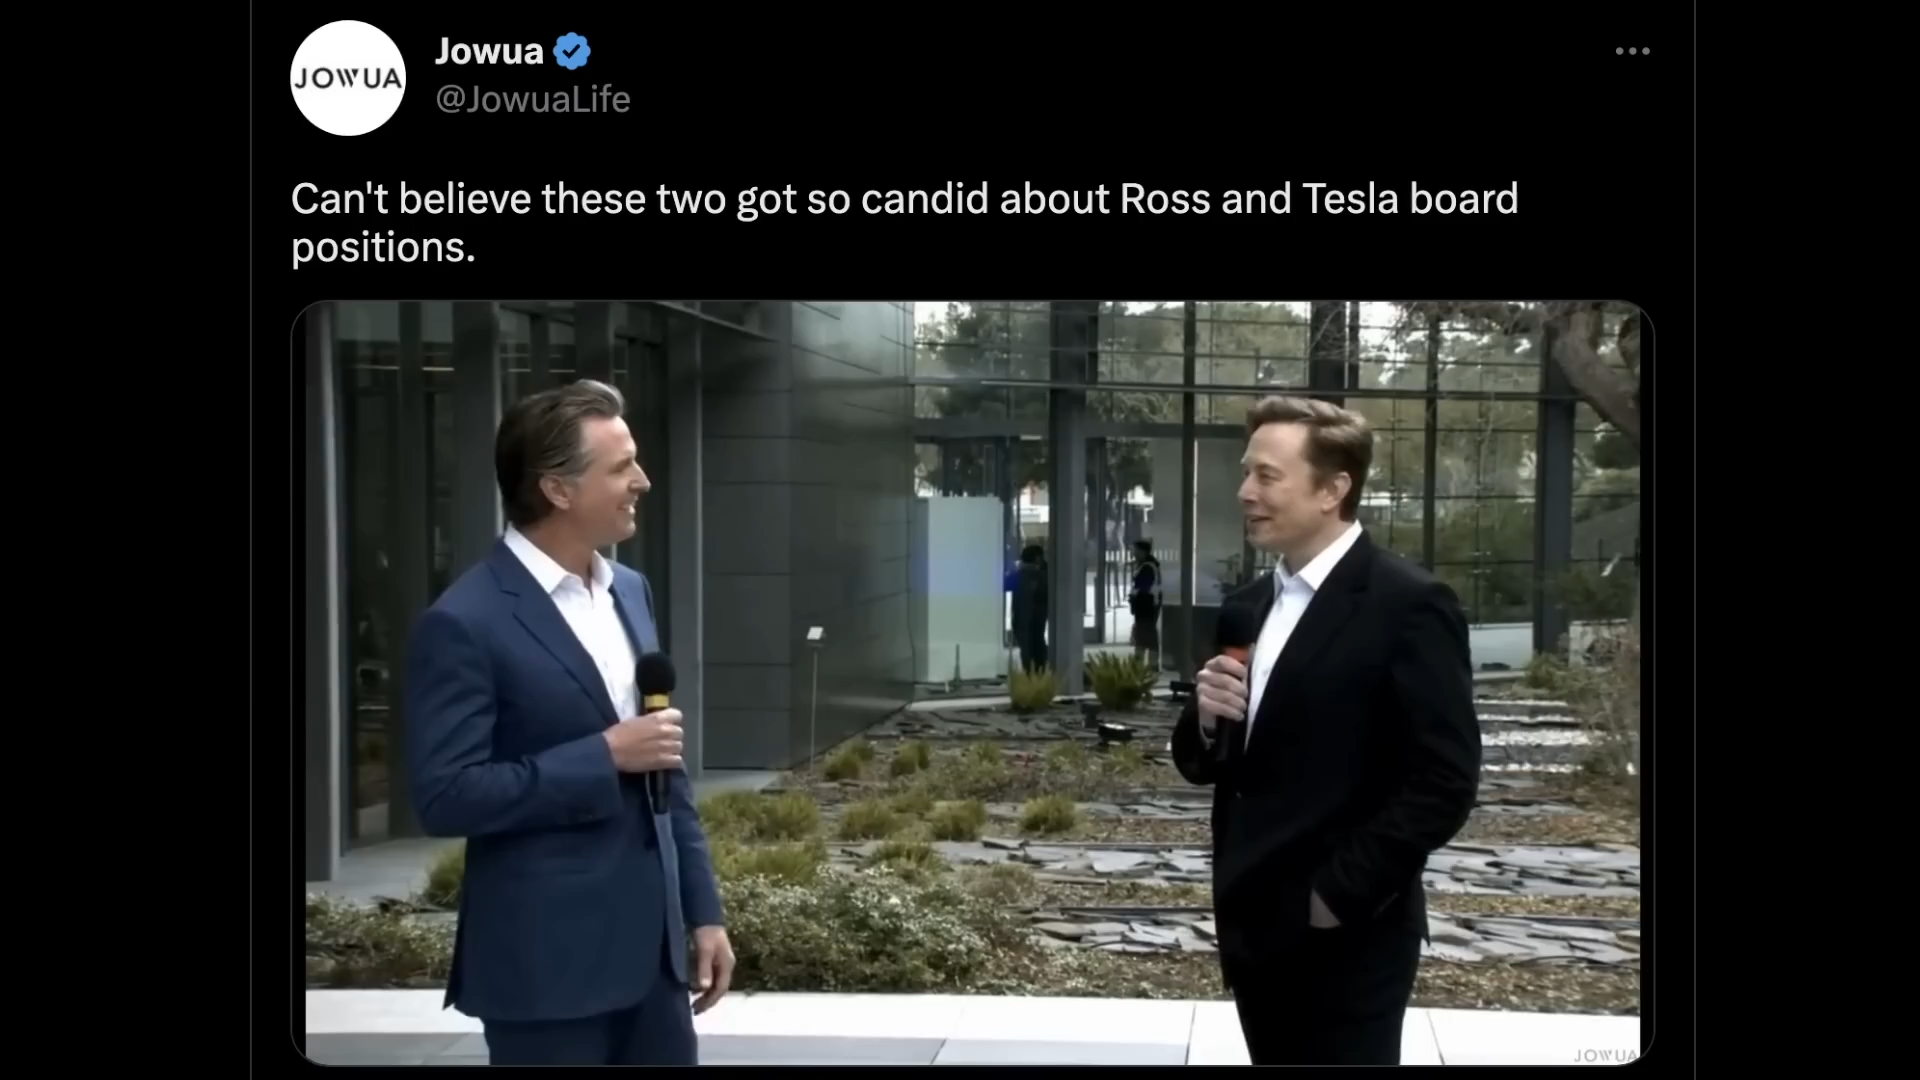 JOWUA
Jowua
@JowuaLife
Can't believe these two got so candid about Ross and Tesla board
positions.
JOWUA